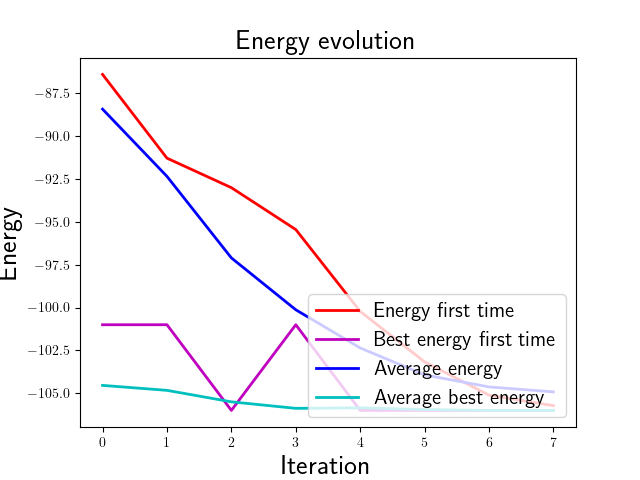 Energy evolution
Energy
−87.5
−90.0
−92.5
−95.0
−97.5
−100.0
−102.5
−105.0
Energy first time
Best energy first time
Average energy
Average best energy
0 1 2 3 4 5 6 7
Iteration